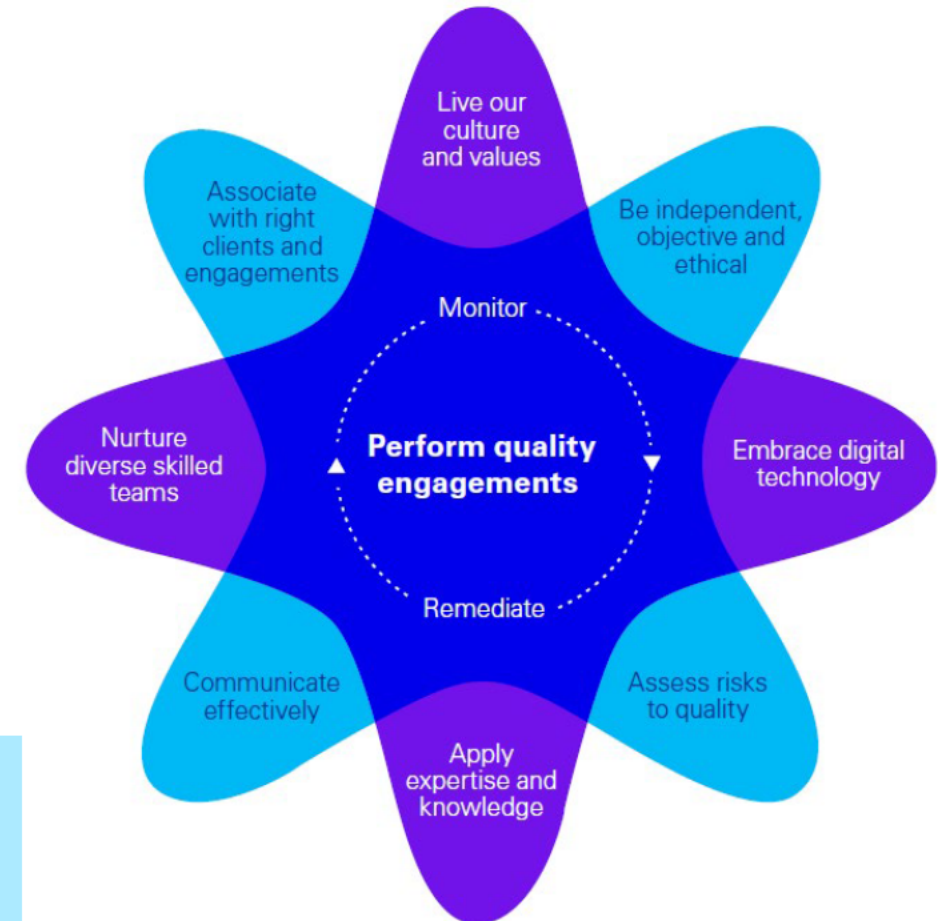 Live our
culture
and values
Associate
with right
clients and
engagements
Be independent,
objective and
ethical
Monitor
Nurture
diverse skilled
teams
Perform quality
engagements
Embrace digital
technology
Remediate
Communicate
effectively
Assess risks
to quality
Apply
expertise and
knowledge